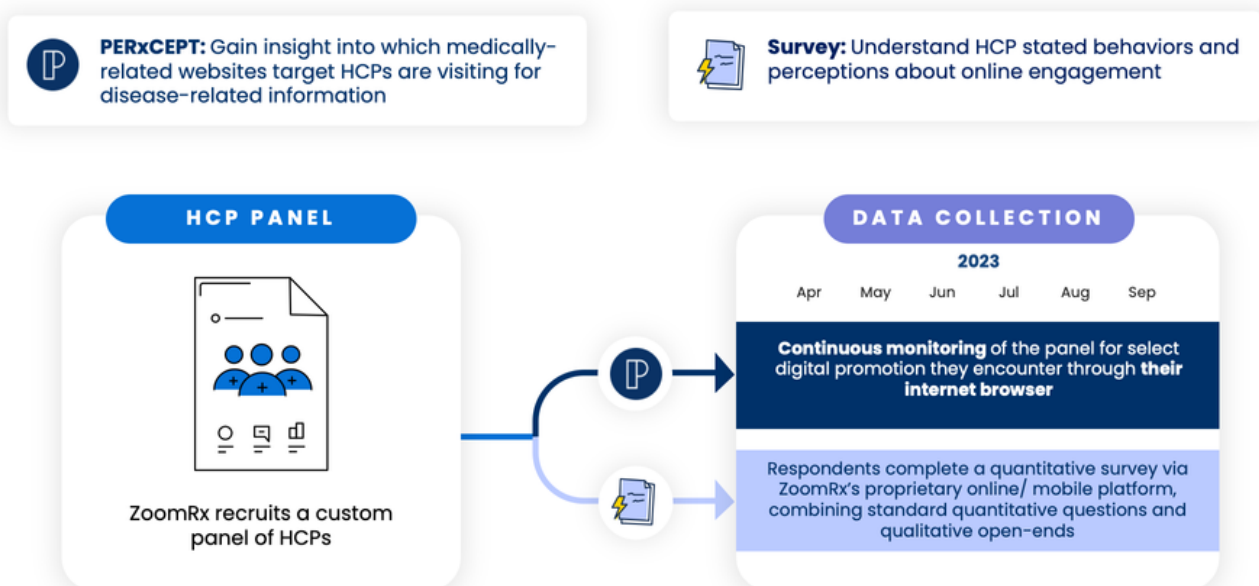 PERxCEPT: Gain insight into which medically-
related websites target HCPs are visiting for
disease-related information
Survey: Understand HCP stated behaviors and
perceptions about online engagement
HCP PANEL
ZoomRx recruits a custom
panel of HCPs
DATA COLLECTION
2023
Apr May Jun Jul Aug Sep
Continuous monitoring of the panel for select
digital promotion they encounter through their
internet browser
Respondents complete a quantitative survey via
ZoomRx's proprietary online/ mobile platform,
combining standard quantitative questions and
qualitative open-ends